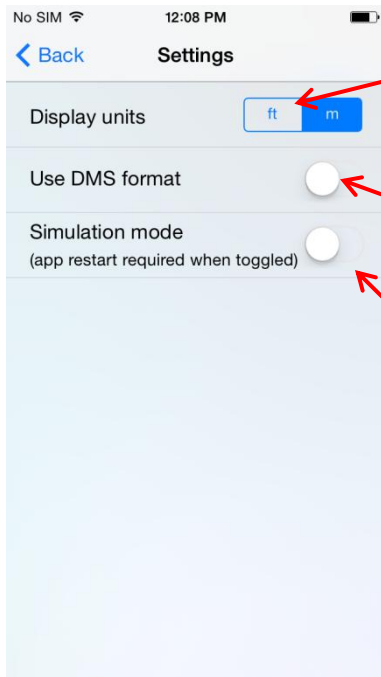 No SIM 12:08 PM
Back Settings
Display units ft m
Use DMS format
Simulation mode
(app restart required when toggled)